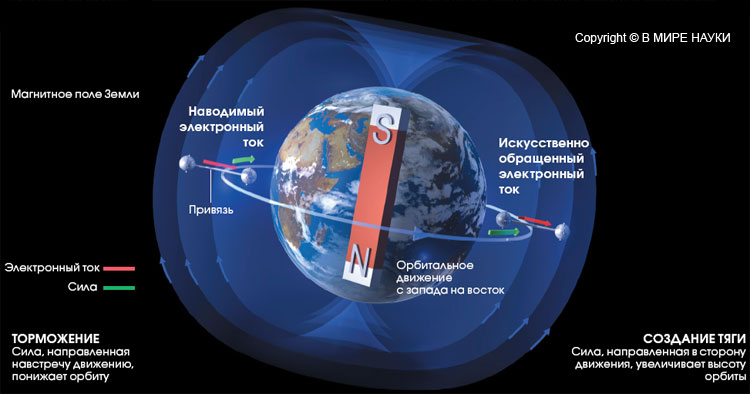 Copyright © В МИРЕ НАУКИ
Магнитное поле Земли
Наводимый
электронный
ток
S
Искусственно
обращенный
электронный
ток
Привязь
N
Орбитальное
движение
с запада на восток
Электронный ток
Сила
ТОРМОЖЕНИЕ
Сила, направленная
навстречу движению,
понижает орбиту
СОЗДАНИЕ ТЯГИ
Сила, направленная в сторону
движения, увеличивает высоту
орбиты